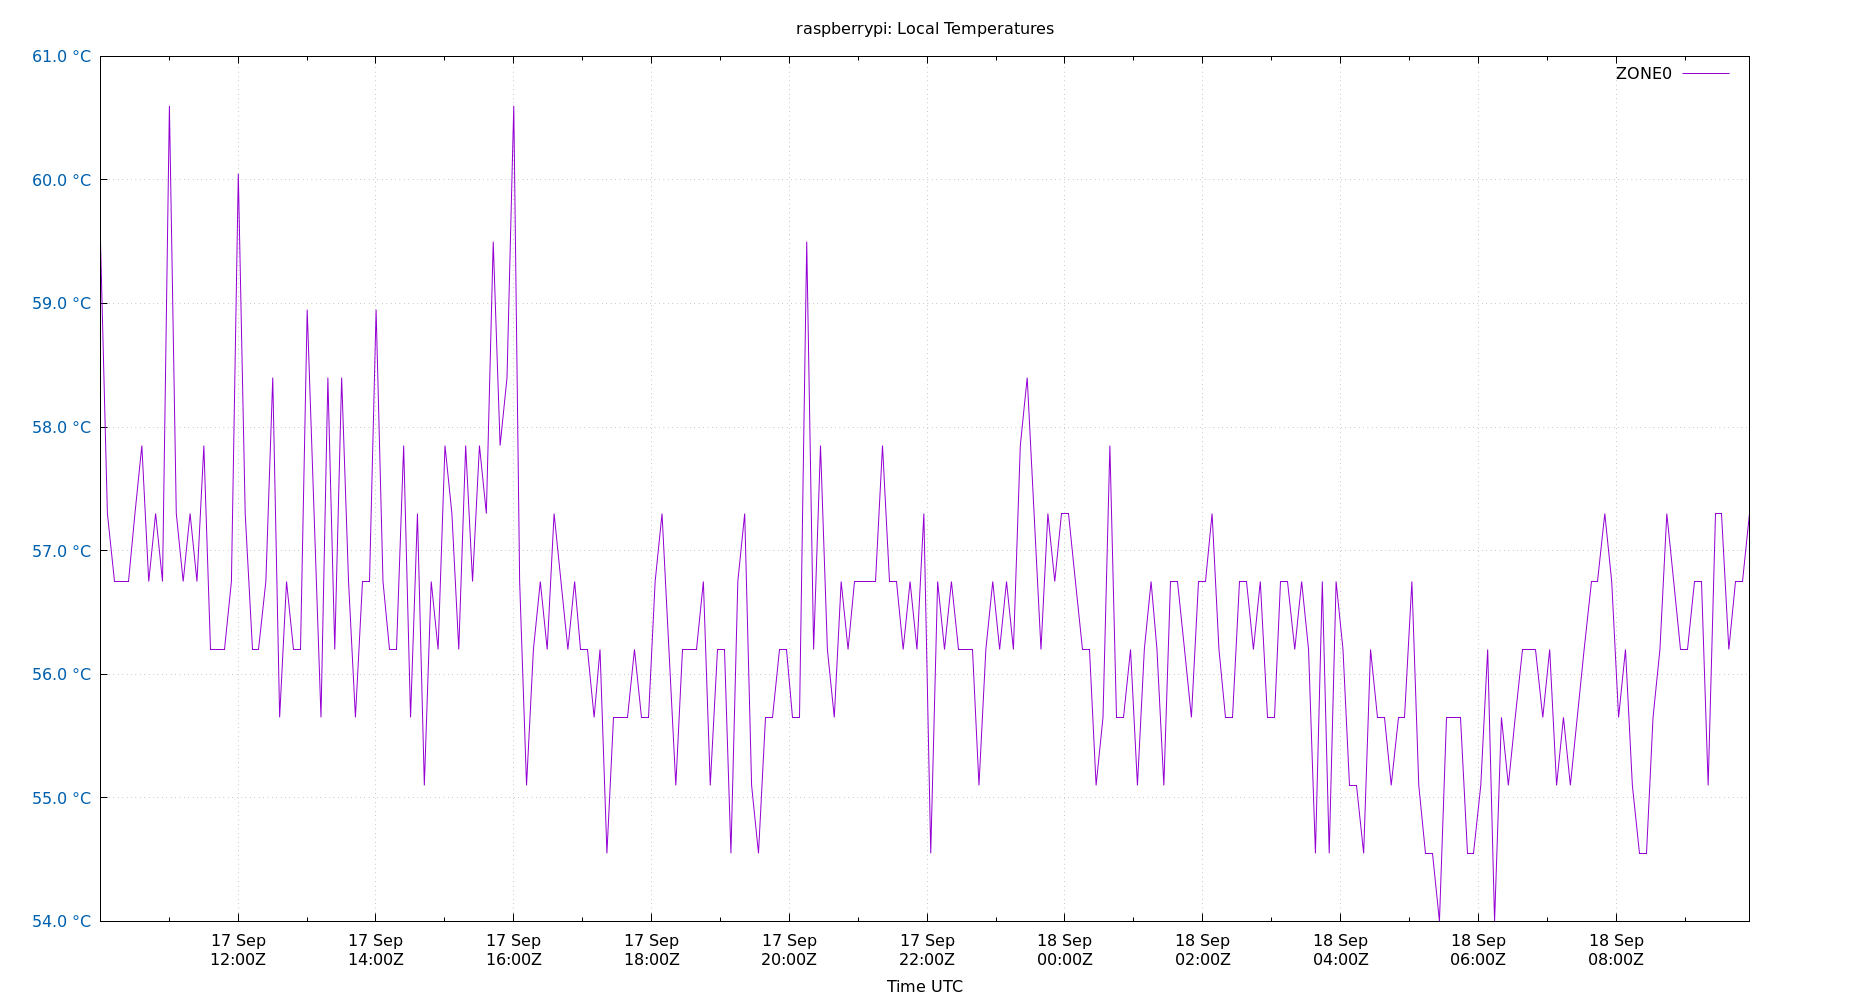 raspberrypi: Local Temperatures
61.0 °C
60.0 °C
59.0 °C
58.0 °C
57.0 °C
56.0 °C
55.0 °C
54.0 °C
ZONE0
17 Sep
12:00Z
17 Sep
14:00Z
17 Sep
16:00Z
17 Sep
18:00Z
17 Sep
20:00Z
17 Sep
22:00Z
18 Sep
00:00Z
18 Sep
02:00Z
18 Sep
04:00Z
18 Sep
06:00Z
18 Sep
08:00Z
Time UTC